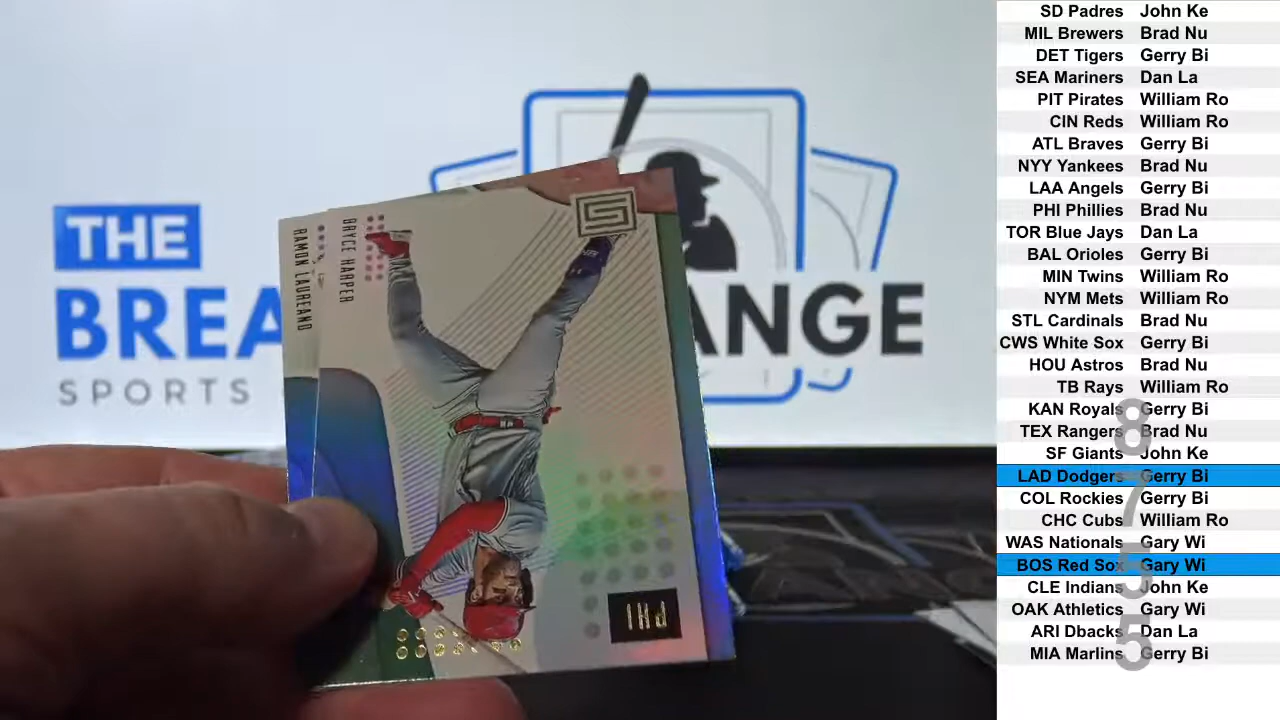 THE
BREA
ANGE
SPORTS
BRYCE HARPER
RAMON LAUREANO
PHI
SD Padres John Ke
MIL Brewers Brad Nu
DET Tigers Gerry Bi
SEA Mariners Dan La
PIT Pirates William Ro
CIN Reds William Ro
ATL Braves Gerry Bi
NYY Yankees Brad Nu
LAA Angels Gerry Bi
PHI Phillies Brad Nu
TOR Blue Jays Dan La
BAL Orioles Gerry Bi
MIN Twins William Ro
NYM Mets William Ro
STL Cardinals Brad Nu
CWS White Sox Gerry Bi
HOU Astros Brad Nu
TB Rays William Ro
KAN Royals Gerry Bi
TEX Rangers Brad Nu
SF Giants John Ke
LAD Dodgers Gerry Bi
COL Rockies Gerry Bi
CHC Cubs William Ro
WAS Nationals Gary Wi
BOS Red Sox Gary Wi
CLE Indians John Ke
OAK Athletics Gary Wi
ARI Dbacks Dan La
MIA Marlins Gerry Bi